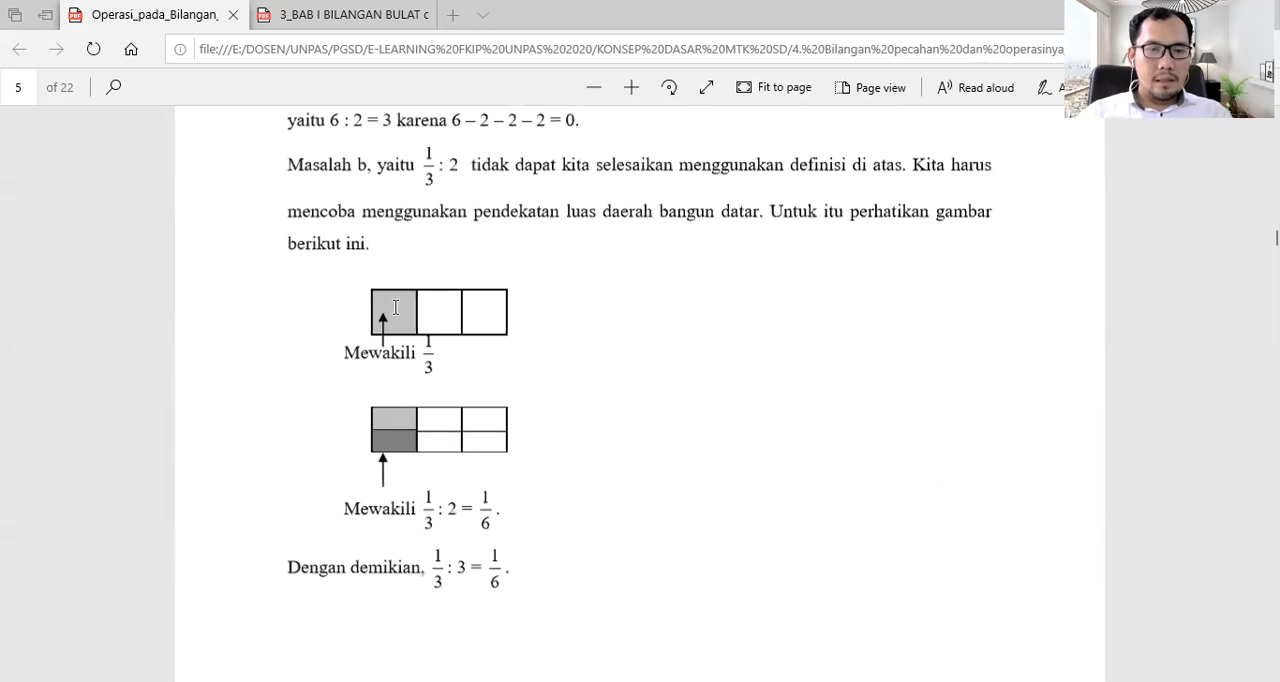 Operasi_pada_Bilangan_
3_BAB I BILANGAN BULAT c
file:///E:/DOSEN/UNPAS/PGSD/E-LEARNING%20FKIP%20UNPAS%202020/KONSEP%20DASAR%20MTK%20SD/4.%20Bilangan%20pecahan%20dan%20operasinya
5 of 22
Fit to page
Page view
Read aloud
yaitu 6 : 2 = 3 karena 6 – 2 – 2 – 2 = 0.
Masalah b, yaitu 1/3 : 2 tidak dapat kita selesaikan menggunakan definisi di atas. Kita harus
mencoba menggunakan pendekatan luas daerah bangun datar. Untuk itu perhatikan gambar
berikut ini.
Mewakili 1/3
Mewakili 1/3 : 2 = 1/6.
Dengan demikian, 1/3 : 3 = 1/6.